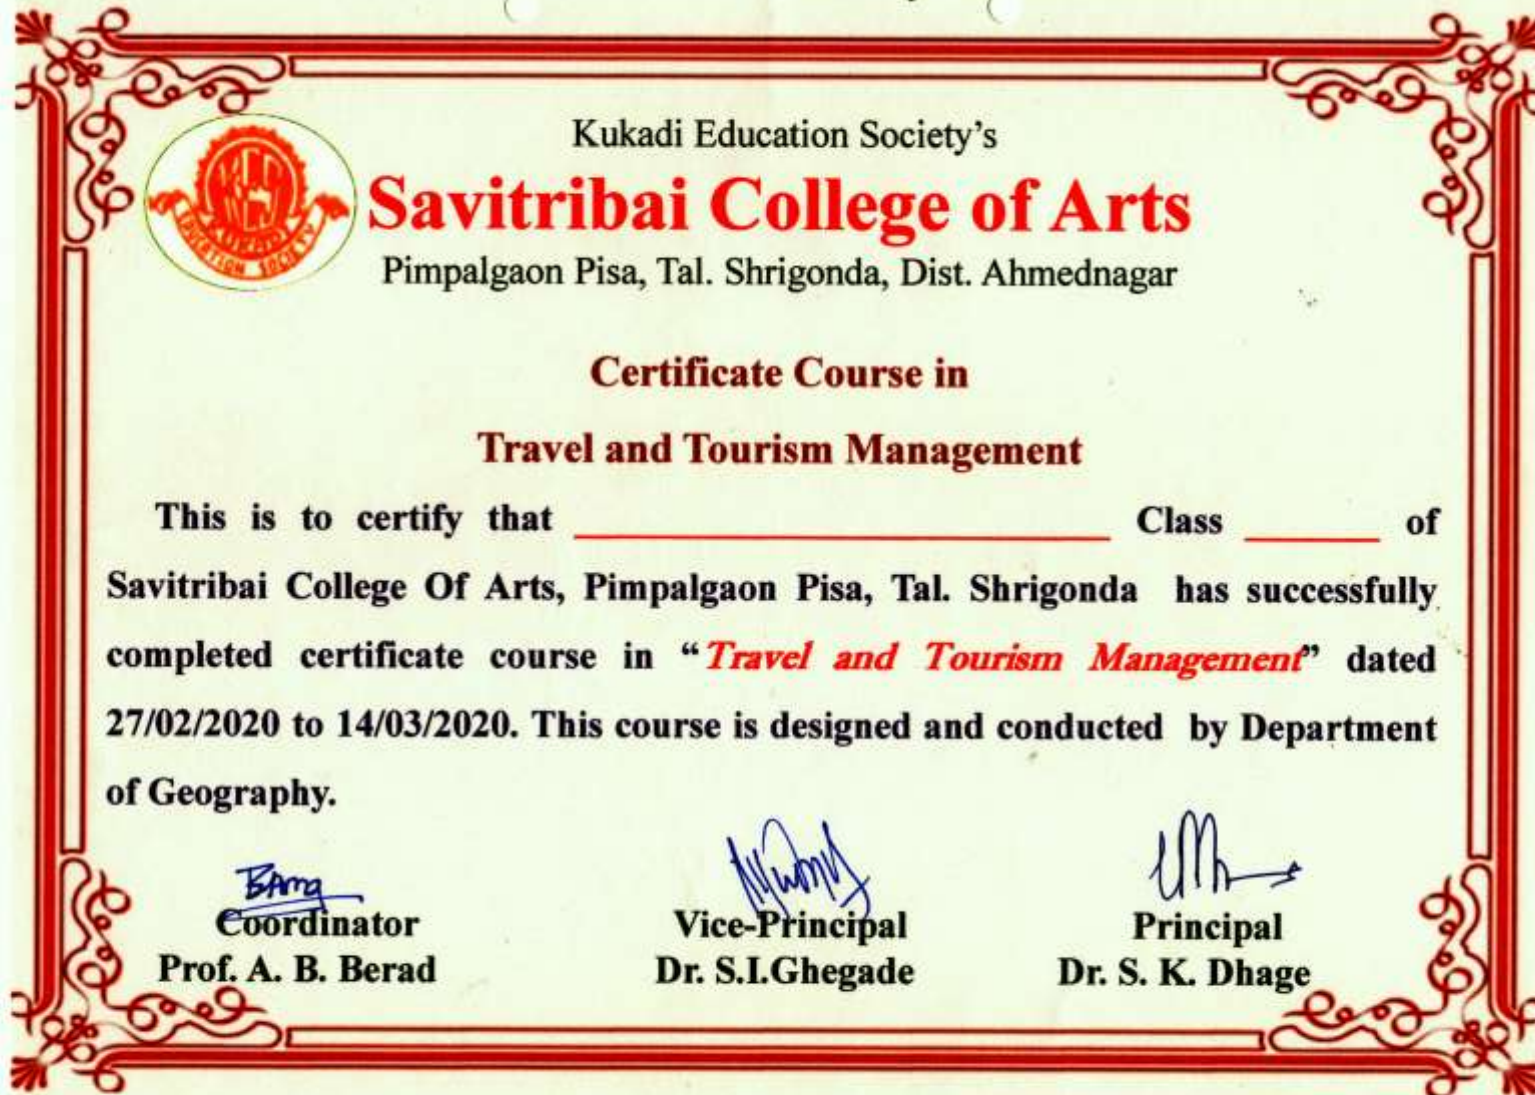 Kukadi Education Society's
Savitribai College of Arts
EDUCATION SOCIETY
Pimpalgaon Pisa, Tal. Shrigonda, Dist. Ahmednagar
Certificate Course in
Travel and Tourism Management
This is to certify that Class of
Savitribai College Of Arts, Pimpalgaon Pisa, Tal. Shrigonda has successfully
completed certificate course in “Travel and Tourism Management” dated
27/02/2020 to 14/03/2020. This course is designed and conducted by Department
of Geography.
Coordinator Vice-Principal Principal
Prof. A. B. Berad Dr. S.I.Ghegade Dr. S. K. Dhage